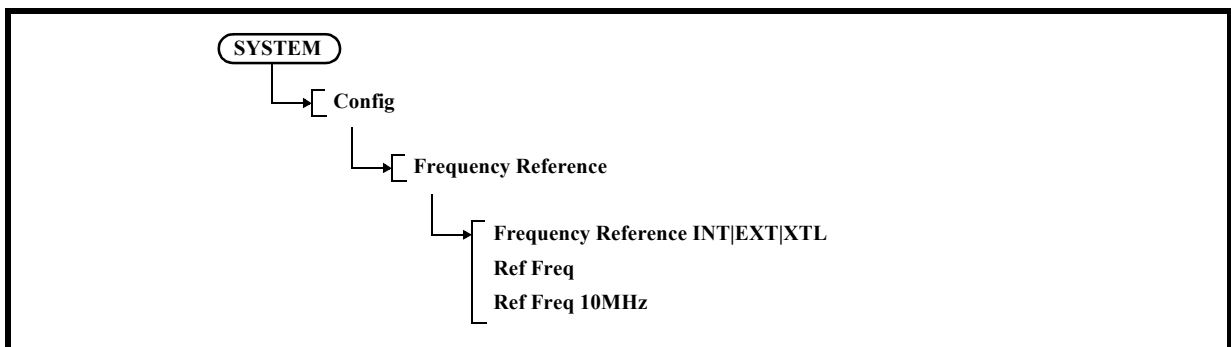 SYSTEM
Config
Frequency Reference
Frequency Reference INT|EXT|XTL
Ref Freq
Ref Freq 10MHz